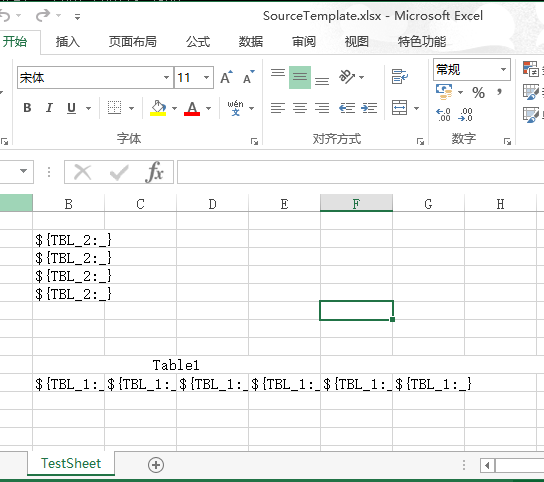 SourceTemplate.xlsx - Microsoft Excel
开始 插入 页面布局 公式 数据 审阅 视图 特色功能
宋体 11 A A 常规
B I U A wén 文 % ,
字体 对齐方式 数字
fx
B C D E F G H
${TBL_2:_}
${TBL_2:_}
${TBL_2:_}
${TBL_2:_}
Table1
${TBL_1:_ ${TBL_1:_ ${TBL_1:_ ${TBL_1:_ ${TBL_1:_ ${TBL_1:_}
TestSheet